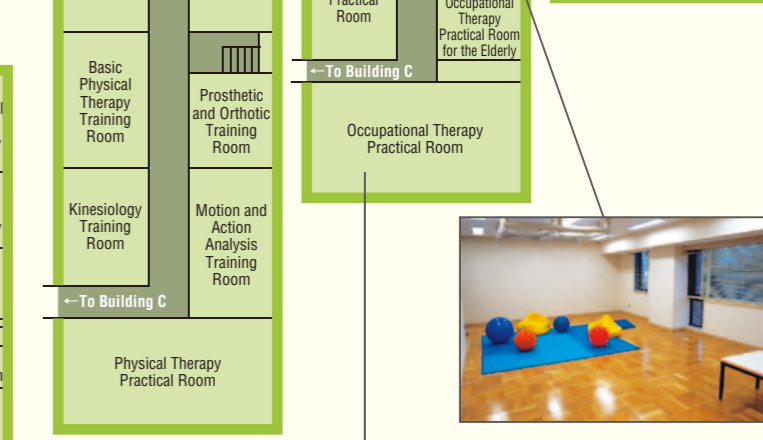 Basic
Physical
Therapy
Training
Room
Prosthetic
and Orthotic
Training
Room
Kinesiology
Training
Room
Motion and
Action
Analysis
Training
Room
←To Building C
Physical Therapy
Practical Room
Practical
Room
Occupational
Therapy
Practical Room
for the Elderly
←To Building C
Occupational Therapy
Practical Room